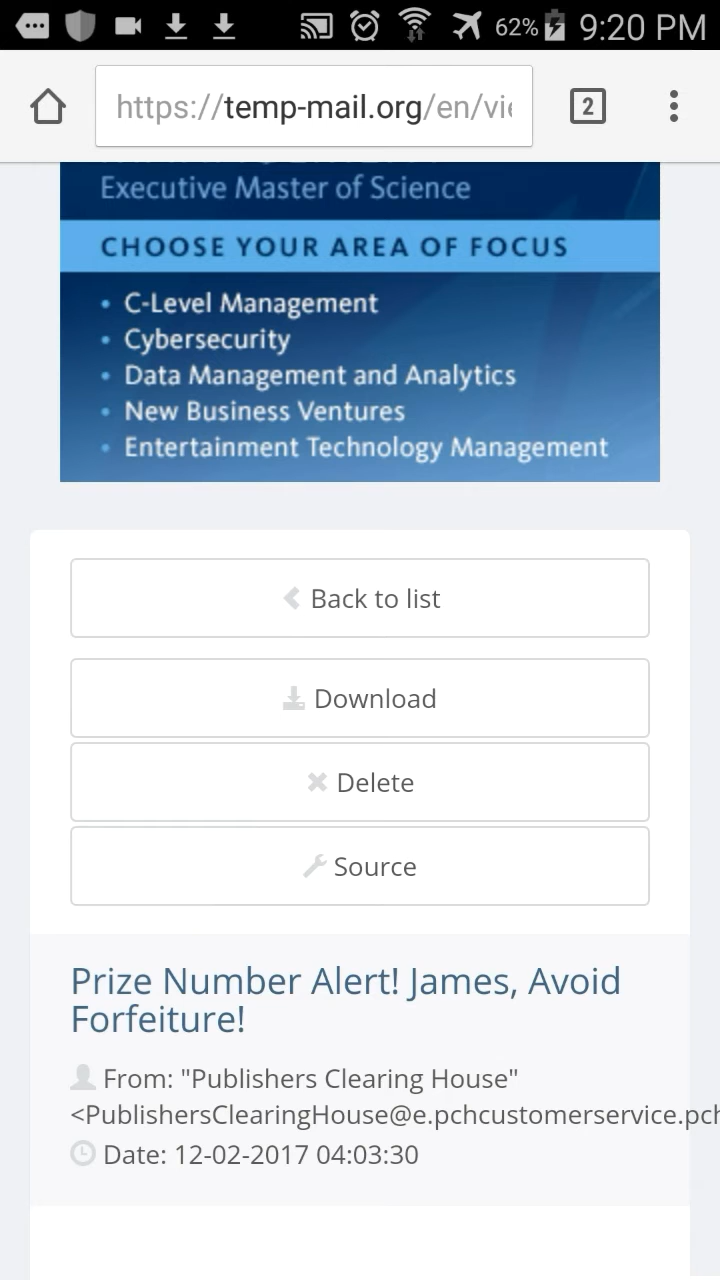 62% 9:20 PM
https://temp-mail.org/en/vie
2
Executive Master of Science
CHOOSE YOUR AREA OF FOCUS
• C-Level Management
• Cybersecurity
• Data Management and Analytics
• New Business Ventures
• Entertainment Technology Management
Back to list
Download
Delete
Source
Prize Number Alert! James, Avoid
Forfeiture!
From: "Publishers Clearing House"
<PublishersClearingHouse@e.pchcustomerservice.pch
Date: 12-02-2017 04:03:30